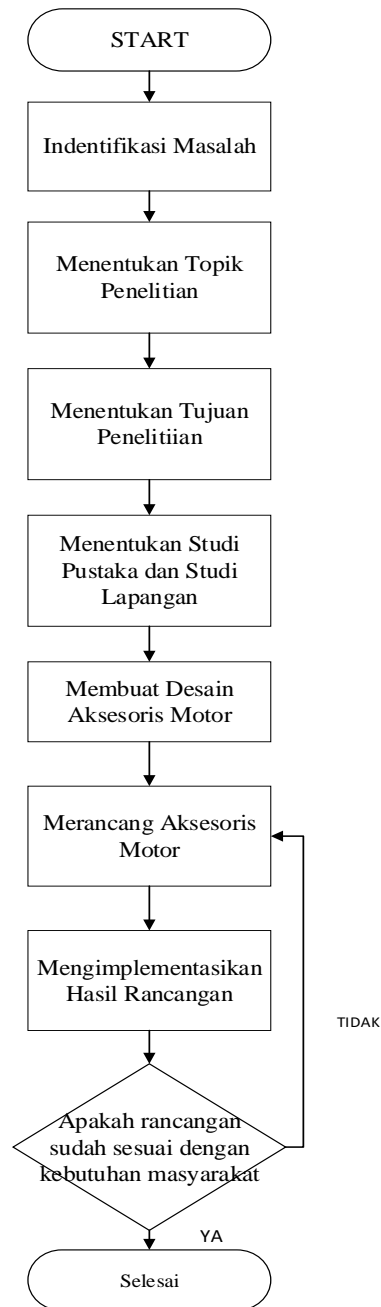 START
Indentifikasi Masalah
Menentukan Topik
Penelitian
Menentukan Tujuan
Penelitiian
Menentukan Studi
Pustaka dan Studi
Lapangan
Membuat Desain
Aksesoris Motor
Merancang Aksesoris
Motor
Mengimplementasikan
Hasil Rancangan
TIDAK
Apakah rancangan
sudah sesuai dengan
kebutuhan masyarakat
YA
Selesai